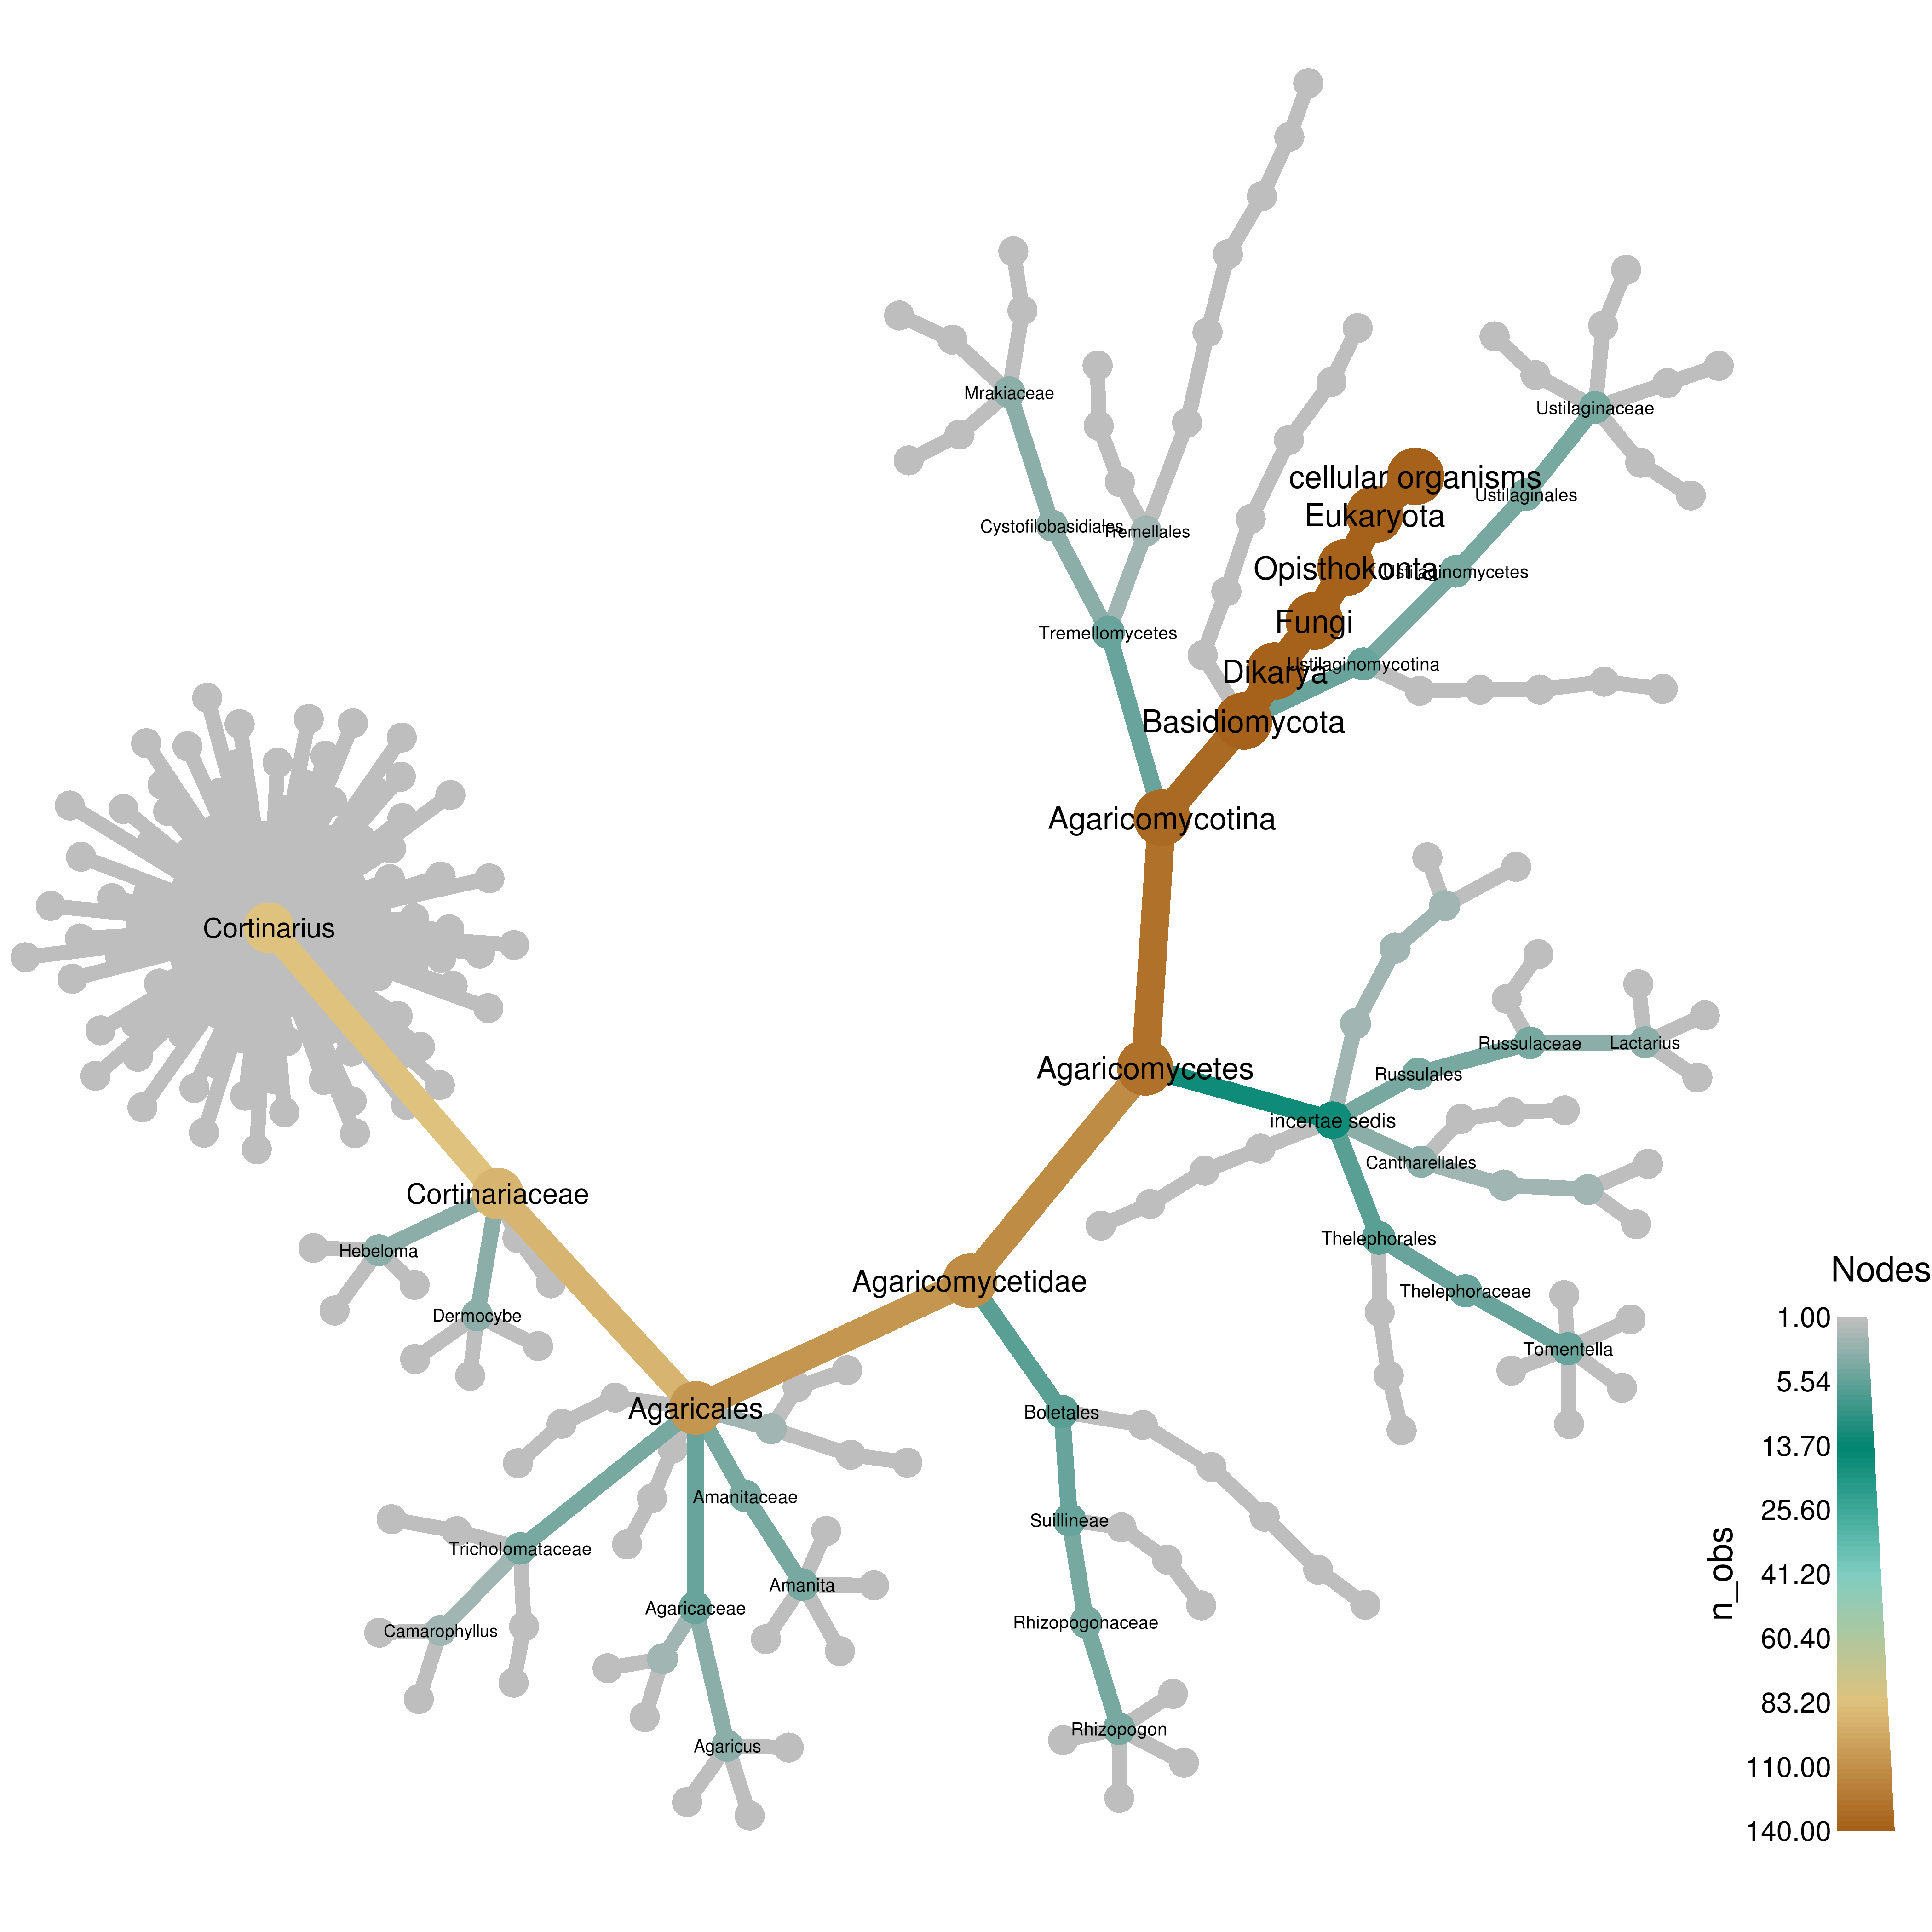 Mrakiaceae
Ustilaginaceae
cellular organisms
Ustilaginales
Eukaryota
Cystofilobasidiales
Tremellales
Opisthokonta
Ustilaginomycetes
Fungi
Tremellomycetes
Dikarya
Ustilaginomycotina
Basidiomycota
Agaricomycotina
Cortinarius
Russulaceae
Lactarius
Agaricomycetes
Russulales
incertae sedis
Cantharellales
Cortinariaceae
Thelephorales
Hebeloma
Nodes
Agaricomycetidae
Thelephoraceae
Dermocybe
1.00
Tomentella
5.54
Agaricales
Boletales
13.70
Amanitaceae
25.60
Suillineae
Tricholomataceae
n_obs
41.20
Amanita
Agaricaceae
Rhizopogonaceae
Camarophyllus
60.40
83.20
Rhizopogon
Agaricus
110.00
140.00